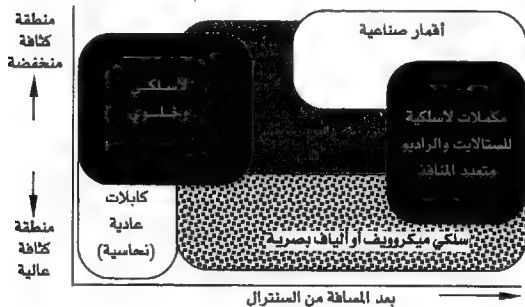 منطقة
كثافة
منخفضة
أقمار صناعية
لاسلكي
وخلوي
مكملات لاسلكية
للستالايت والراديو
متعدد المنافذ
كابلات
عادية
(نحاسية)
سلكي ميكروويف أو ألياف بصرية
منطقة
كثافة
عالية
بعد المسافة من السنترال